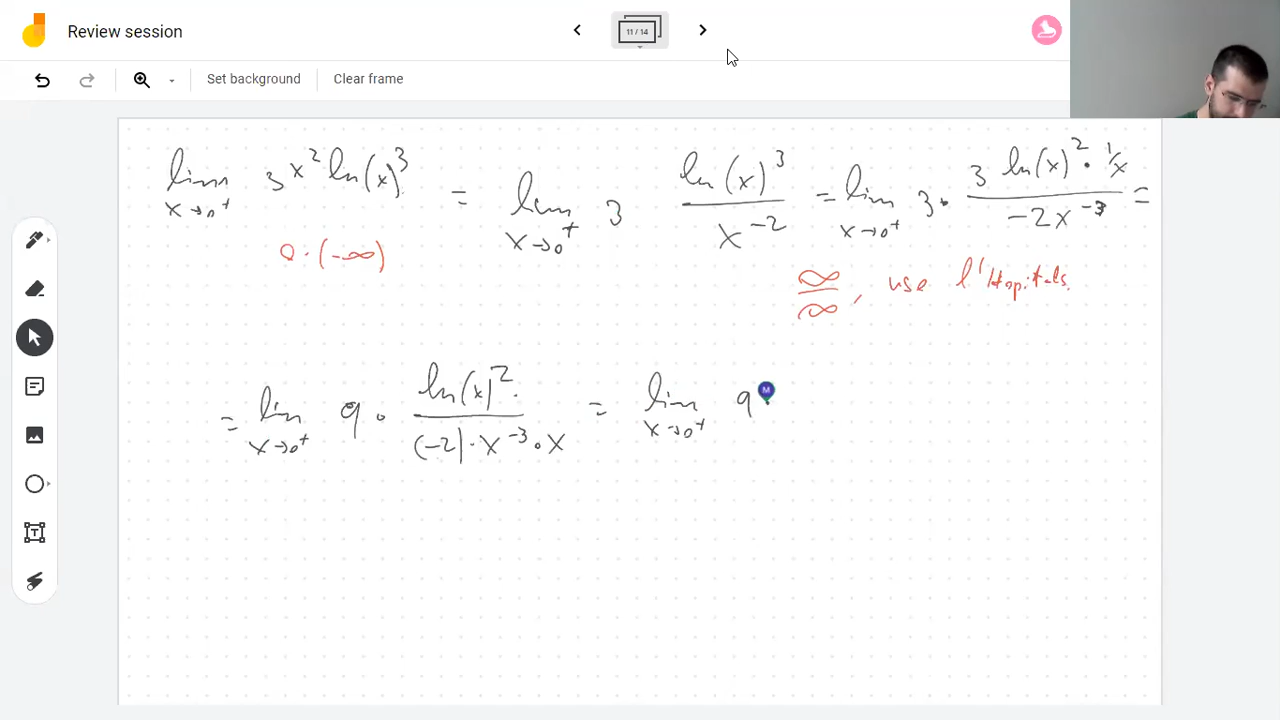 Review session
11 / 14
Set background
Clear frame
lim x→0⁺ 3x² ln(x)³ = lim x→0⁺ 3 ln(x)³ / x⁻² = lim x→0⁺ 3 · 3 ln(x)² · 1/x / -2x⁻³ =
0 · (-∞)
∞/∞, use l'Hopitals.
= lim x→0⁺ 9 · ln(x)² / (-2) · x⁻³ · x = lim x→0⁺ 9
M